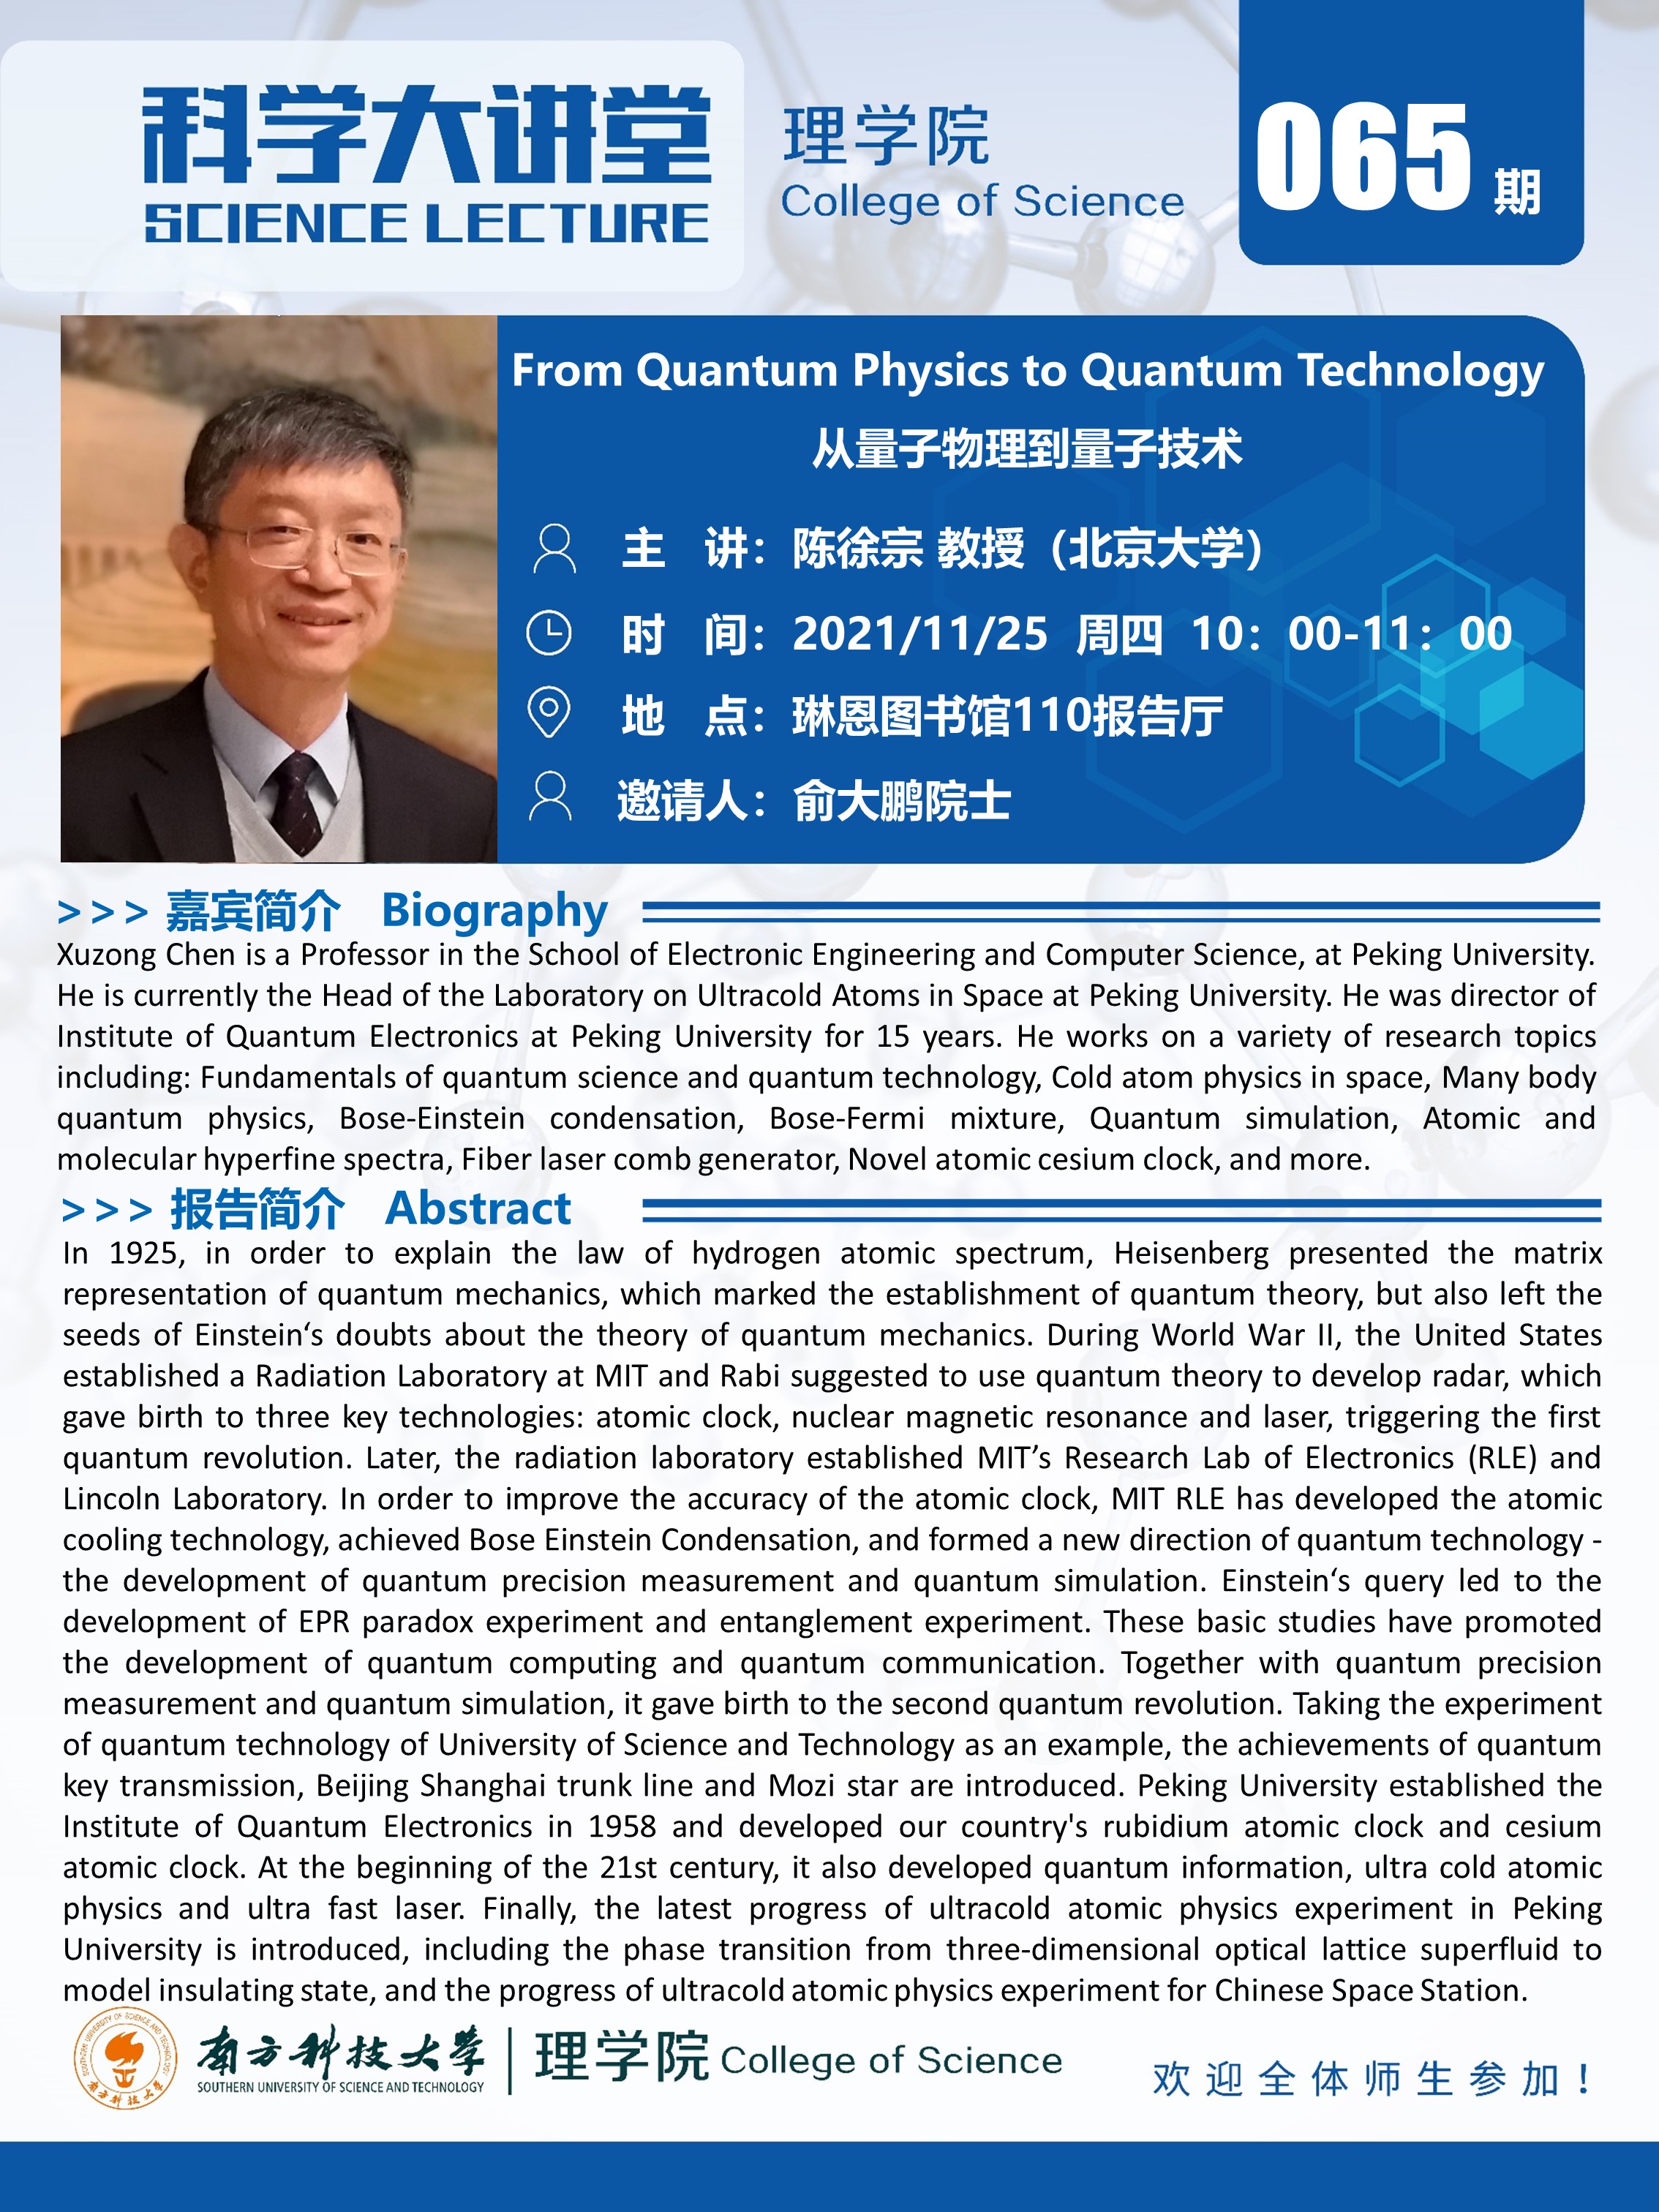 科学大讲堂
SCIENCE LECTURE
理学院
College of Science
065 期
From Quantum Physics to Quantum Technology
从量子物理到量子技术
主 讲：陈徐宗 教授（北京大学）
时 间：2021/11/25 周四 10：00-11：00
地 点：琳恩图书馆110报告厅
邀请人：俞大鹏院士
>>> 嘉宾简介 Biography
Xuzong Chen is a Professor in the School of Electronic Engineering and Computer Science, at Peking University.
He is currently the Head of the Laboratory on Ultracold Atoms in Space at Peking University. He was director of
Institute of Quantum Electronics at Peking University for 15 years. He works on a variety of research topics
including: Fundamentals of quantum science and quantum technology, Cold atom physics in space, Many body
quantum physics, Bose-Einstein condensation, Bose-Fermi mixture, Quantum simulation, Atomic and
molecular hyperfine spectra, Fiber laser comb generator, Novel atomic cesium clock, and more.
>>> 报告简介 Abstract
In 1925, in order to explain the law of hydrogen atomic spectrum, Heisenberg presented the matrix
representation of quantum mechanics, which marked the establishment of quantum theory, but also left the
seeds of Einstein‘s doubts about the theory of quantum mechanics. During World War II, the United States
established a Radiation Laboratory at MIT and Rabi suggested to use quantum theory to develop radar, which
gave birth to three key technologies: atomic clock, nuclear magnetic resonance and laser, triggering the first
quantum revolution. Later, the radiation laboratory established MIT’s Research Lab of Electronics (RLE) and
Lincoln Laboratory. In order to improve the accuracy of the atomic clock, MIT RLE has developed the atomic
cooling technology, achieved Bose Einstein Condensation, and formed a new direction of quantum technology -
the development of quantum precision measurement and quantum simulation. Einstein‘s query led to the
development of EPR paradox experiment and entanglement experiment. These basic studies have promoted
the development of quantum computing and quantum communication. Together with quantum precision
measurement and quantum simulation, it gave birth to the second quantum revolution. Taking the experiment
of quantum technology of University of Science and Technology as an example, the achievements of quantum
key transmission, Beijing Shanghai trunk line and Mozi star are introduced. Peking University established the
Institute of Quantum Electronics in 1958 and developed our country's rubidium atomic clock and cesium
atomic clock. At the beginning of the 21st century, it also developed quantum information, ultra cold atomic
physics and ultra fast laser. Finally, the latest progress of ultracold atomic physics experiment in Peking
University is introduced, including the phase transition from three-dimensional optical lattice superfluid to
model insulating state, and the progress of ultracold atomic physics experiment for Chinese Space Station.
SOUTHERN UNIVERSITY OF SCIENCE AND TECHNOLOGY
南方科技大学
南方科技大学
SOUTHERN UNIVERSITY OF SCIENCE AND TECHNOLOGY
理学院 College of Science
欢迎全体师生参加！